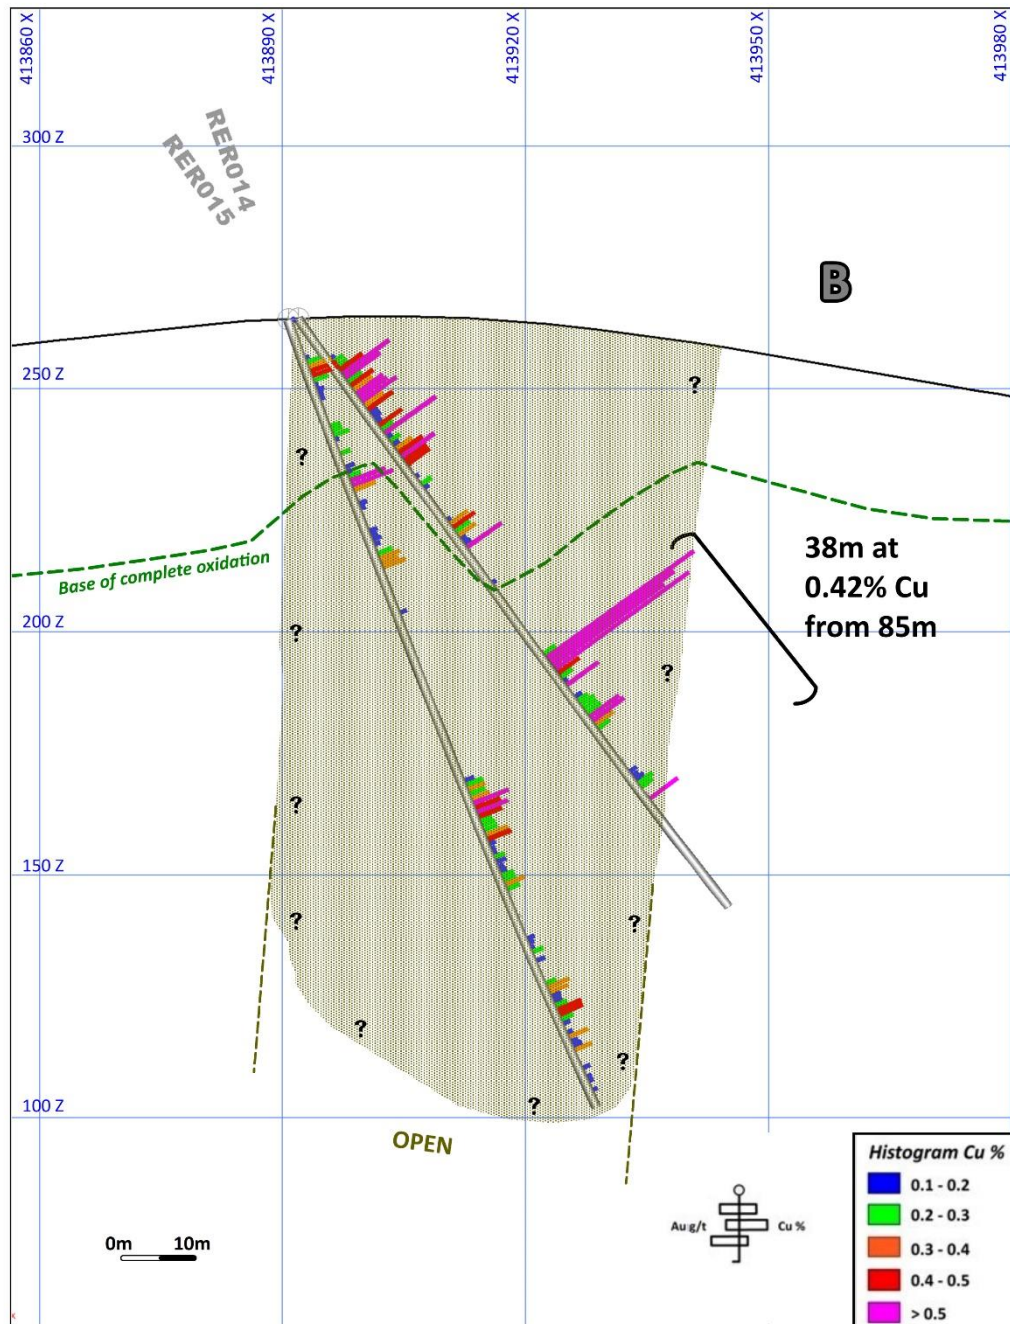 413860 X
413890 X
413920 X
413950 X
413980 X
300 Z
RER014
RER015
B
250 Z
?
?
Base of complete oxidation
38m at
0.42% Cu
from 85m
200 Z
?
?
?
150 Z
?
?
?
?
100 Z
?
OPEN
Histogram Cu %
0.1 - 0.2
0.2 - 0.3
0.3 - 0.4
0.4 - 0.5
> 0.5
Au g/t
Cu %
0m
10m